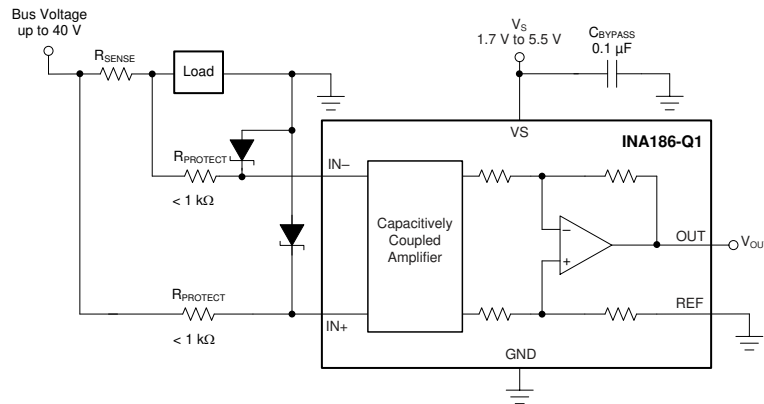 Bus Voltage
up to 40 V
RSENSE
Load
VS
1.7 V to 5.5 V
CBYPASS
0.1 µF
VS
INA186-Q1
RPROTECT
< 1 kΩ
IN–
Capacitively
Coupled
Amplifier
–
+
OUT
VOU
RPROTECT
< 1 kΩ
IN+
REF
GND